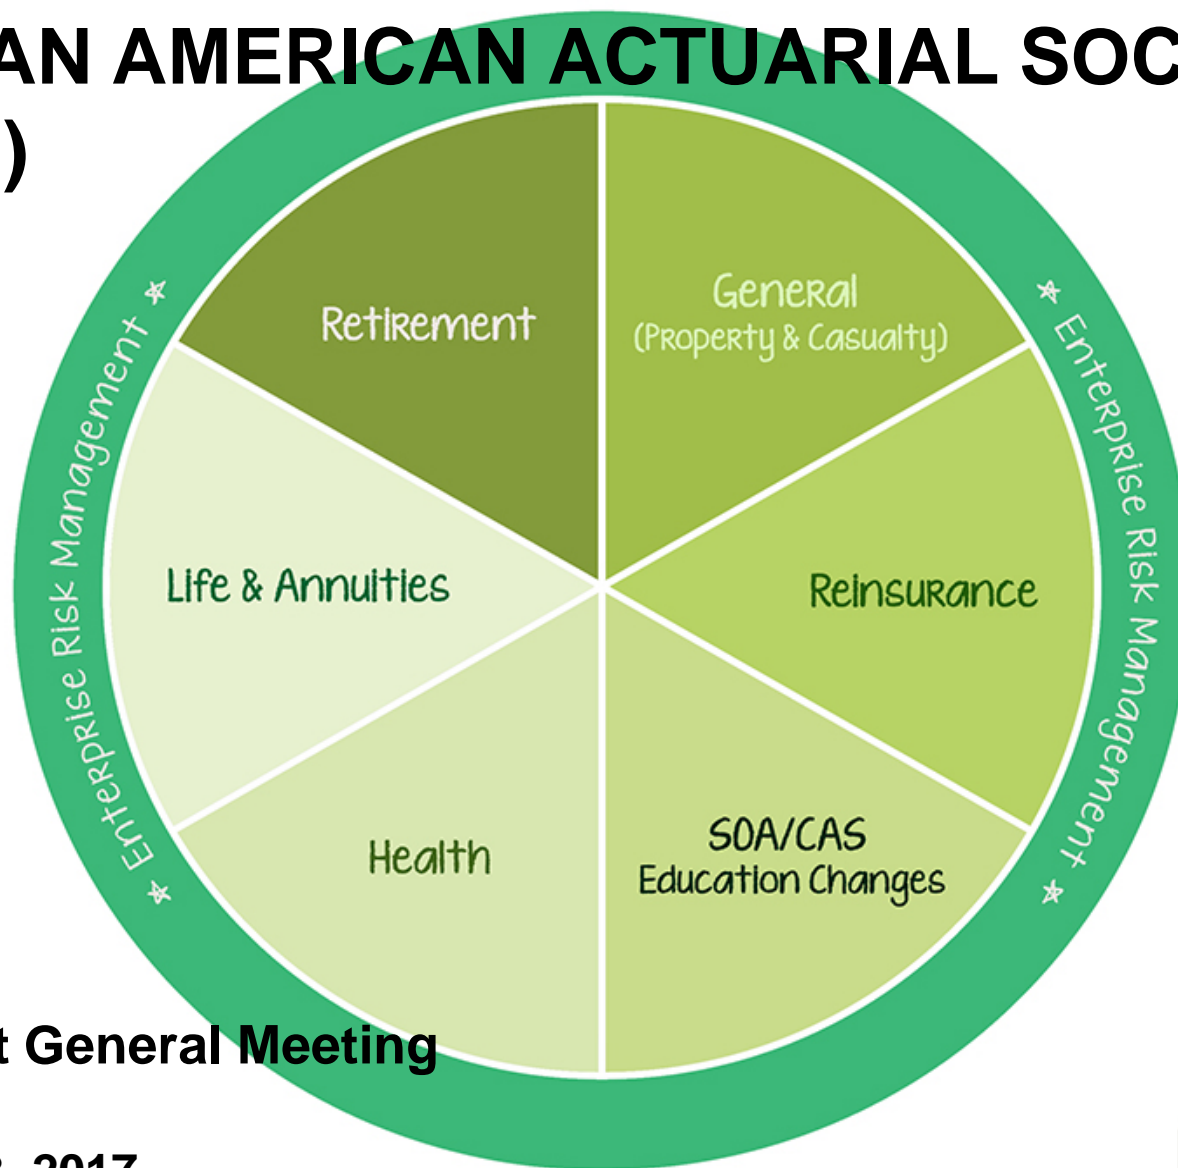 AN AMERICAN ACTUARIAL SOC
)
Retirement
General
(Property & Casualty)
★ Enterprise Risk Management ★
★ Enterprise Risk Management ★
Life & Annuities
Reinsurance
Health
SOA/CAS
Education Changes
t General Meeting
, 2017